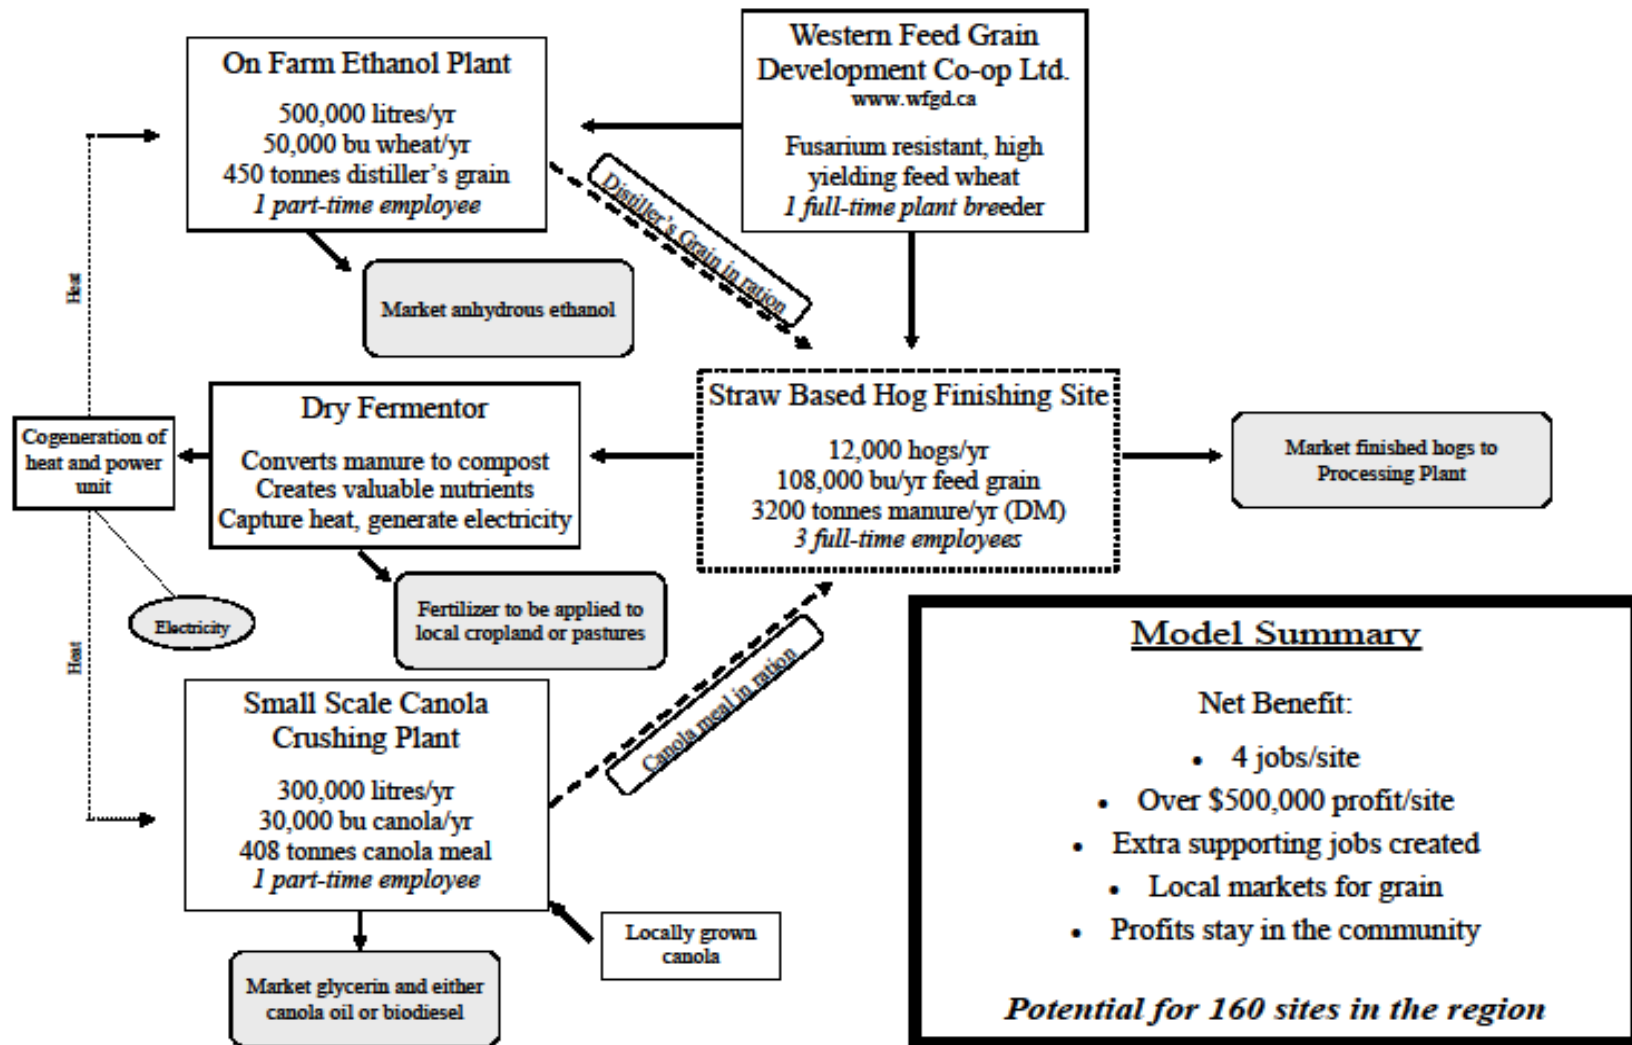 On Farm Ethanol Plant
500,000 litres/yr
50,000 bu wheat/yr
450 tonnes distiller's grain
1 part-time employee
Western Feed Grain
Development Co-op Ltd.
www.wfgd.ca
Fusarium resistant, high
yielding feed wheat
1 full-time plant breeder
Distiller's Grain in ration
Heat
Market anhydrous ethanol
Cogeneration of
heat and power
unit
Dry Fermentor
Converts manure to compost
Creates valuable nutrients
Capture heat, generate electricity
Straw Based Hog Finishing Site
12,000 hogs/yr
108,000 bu/yr feed grain
3200 tonnes manure/yr (DM)
3 full-time employees
Market finished hogs to
Processing Plant
Electricity
Heat
Fertilizer to be applied to
local cropland or pastures
Canola meal in ration
Small Scale Canola
Crushing Plant
300,000 litres/yr
30,000 bu canola/yr
408 tonnes canola meal
1 part-time employee
Locally grown
canola
Market glycerin and either
canola oil or biodiesel
Model Summary
Net Benefit:
• 4 jobs/site
• Over $500,000 profit/site
• Extra supporting jobs created
• Local markets for grain
• Profits stay in the community
Potential for 160 sites in the region